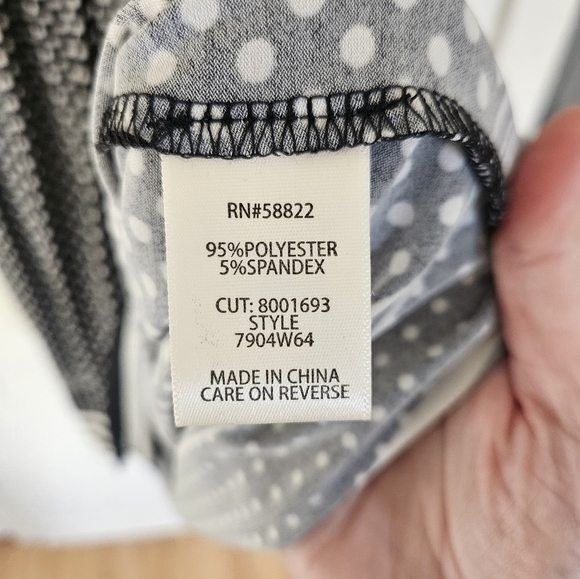 RN#58822
95%POLYESTER
5%SPANDEX
CUT: 8001693
STYLE
7904W64
MADE IN CHINA
CARE ON REVERSE